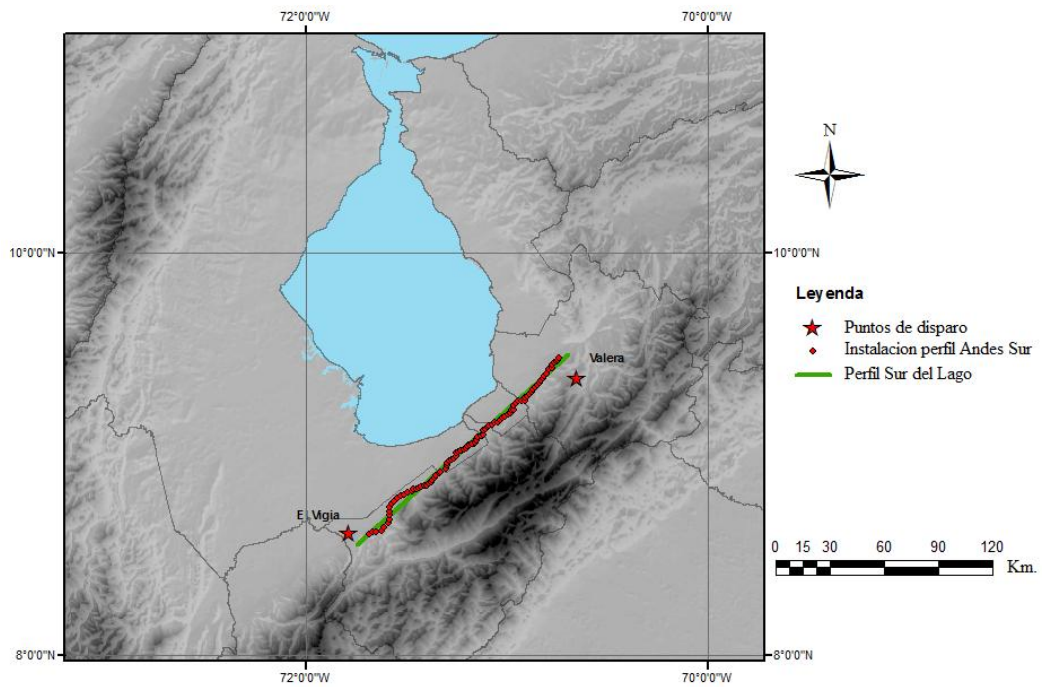 72°0'0"W 70°0'0"W
N
10°0'0"N 10°0'0"N
Leyenda
Puntos de disparo
Instalacion perfil Andes Sur
Perfil Sur del Lago
Valera
E Vigia
0 15 30 60 90 120
Km.
8°0'0"N 8°0'0"N
72°0'0"W 70°0'0"W